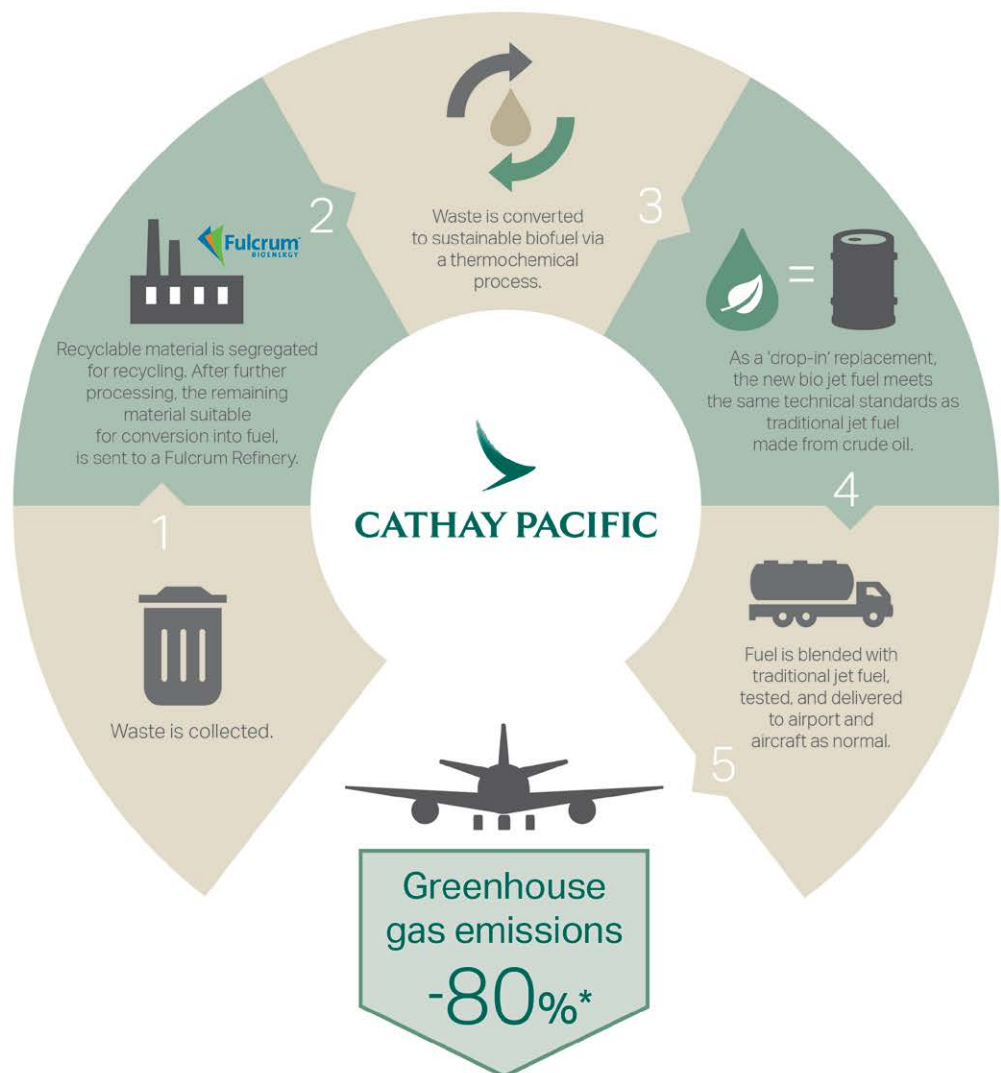 1
Waste is collected.
2
Fulcrum
BIOENERGY
Recyclable material is segregated
for recycling. After further
processing, the remaining
material suitable
for conversion into fuel,
is sent to a Fulcrum Refinery.
3
Waste is converted
to sustainable biofuel via
a thermochemical
process.
=
As a 'drop-in' replacement,
the new bio jet fuel meets
the same technical standards as
traditional jet fuel
made from crude oil.
4
Fuel is blended with
traditional jet fuel,
tested, and delivered
to airport and
aircraft as normal.
5
CATHAY PACIFIC
Greenhouse
gas emissions
-80%*